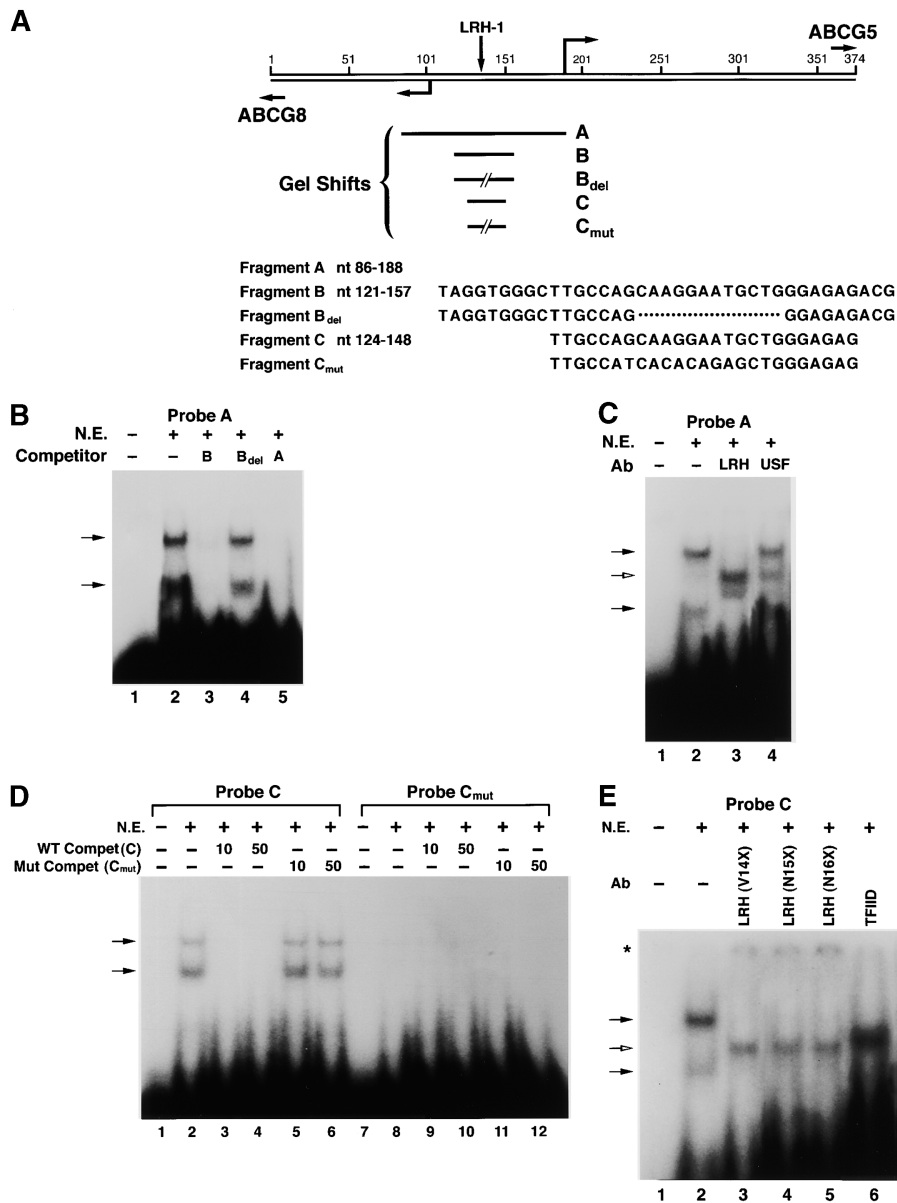 A
LRH-1
ABCG5
1 51 101 151 201 251 301 351 374
ABCG8
Gel Shifts
A
B
Bdel
C
Cmut
Fragment A nt 86-188
Fragment B nt 121-157 TAGGTGGGCTTGCCAGCAAGGAATGCTGGGAGAGACG
Fragment Bdel TAGGTGGGCTTGCCAG······················GGAGAGACG
Fragment C nt 124-148 TTGCCAGCAAGGAATGCTGGGAGAG
Fragment Cmut TTGCCATCACACAGAGCTGGGAGAG
B
Probe A
N.E. – + + + +
Competitor – – B Bdel A
1 2 3 4 5
C
Probe A
N.E. – + + +
Ab – – LRH USF
1 2 3 4
D
Probe C Probe Cmut
N.E. – + + + + + – + + + + +
WT Compet(C) – – 10 50 – – – – 10 50 – –
Mut Compet (Cmut) – – – – 10 50 – – – – 10 50
1 2 3 4 5 6 7 8 9 10 11 12
E
Probe C
N.E. – + + + + +
Ab – – LRH (V14X) LRH (N15X) LRH (N16X) TFIID
*
1 2 3 4 5 6